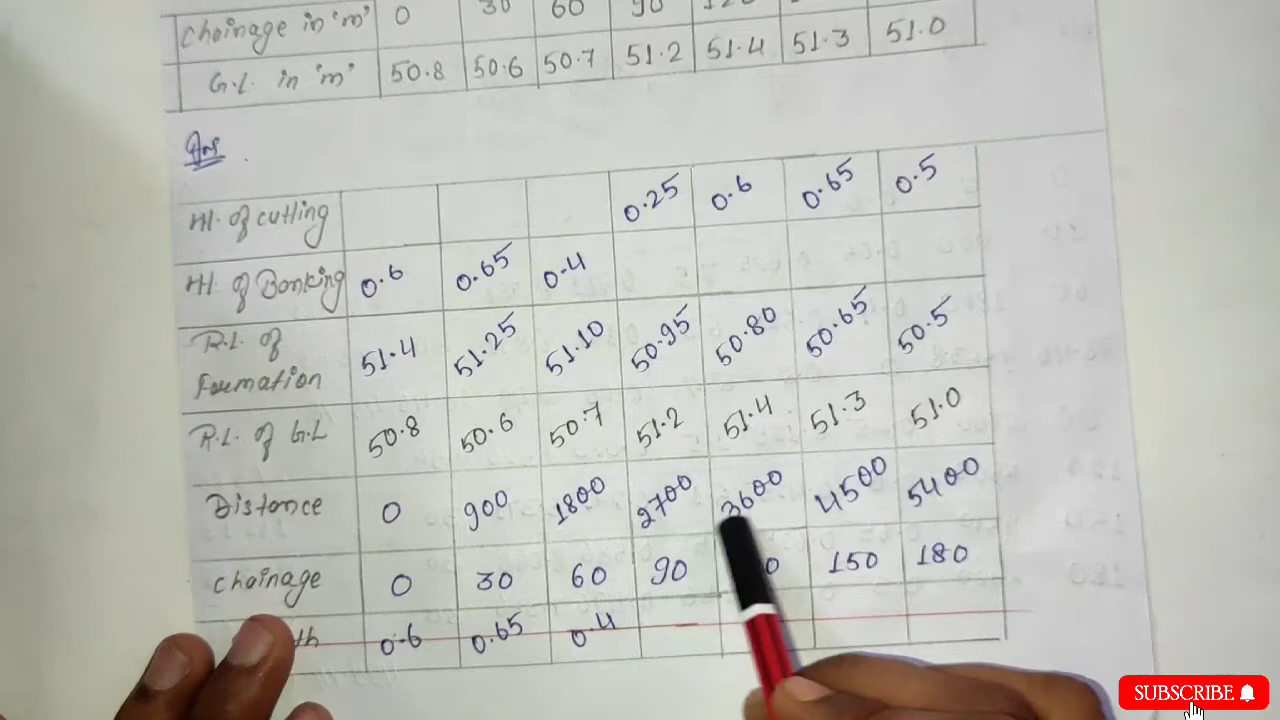 Chainage in 'm' 0 30 60 90
G.L. in 'm' 50.8 50.6 50.7 51.2 51.4 51.3 51.0
Ans.
Ht. of cutting 0.25 0.6 0.65 0.5
Ht. of Banking 0.6 0.65 0.4
R.L. of
Formation 51.4 51.25 51.10 50.95 50.80 50.65 50.5
R.L. of G.L 50.8 50.6 50.7 51.2 51.4 51.3 51.0
Distance 0 900 1800 2700 3600 4500 5400
Chainage 0 30 60 90 150 180
0.6 0.65 0.4
SUBSCRIBE